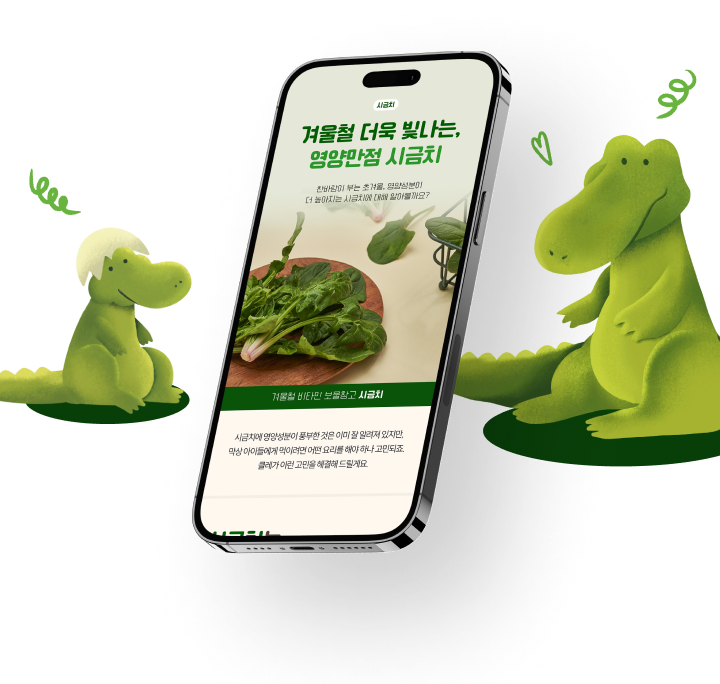 시금치
겨울철 더욱 빛나는,
영양만점 시금치
찬바람이 부는 초겨울, 영양성분이
더 높아지는 시금치에 대해 알아볼까요?
겨울철 비타민 보물창고 시금치
시금치에 영양성분이 풍부한 것은 이미 잘 알려져 있지만,
막상 아이들에게 먹이려면 어떤 요리를 해야 하나 고민되죠.
클레가 이런 고민을 해결해 드릴게요.